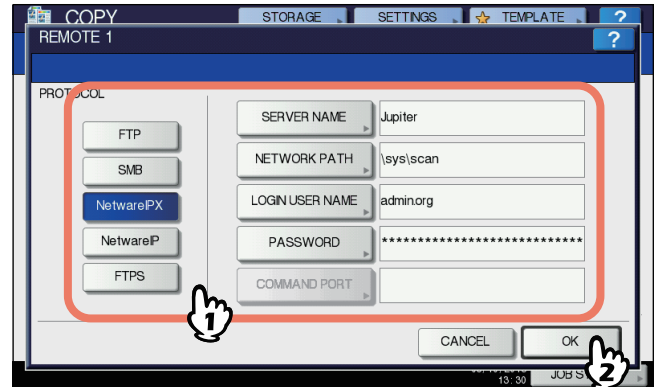 COPY STORAGE SETTINGS TEMPLATE ?
REMOTE 1 ?
PROTOCOL
FTP
SMB
NetwareIPX
NetwareIP
FTPS
SERVER NAME Jupiter
NETWORK PATH \sys\scan
LOGIN USER NAME admin.org
PASSWORD ****************************
COMMAND PORT
1
CANCEL OK
2
13:30 JOB S